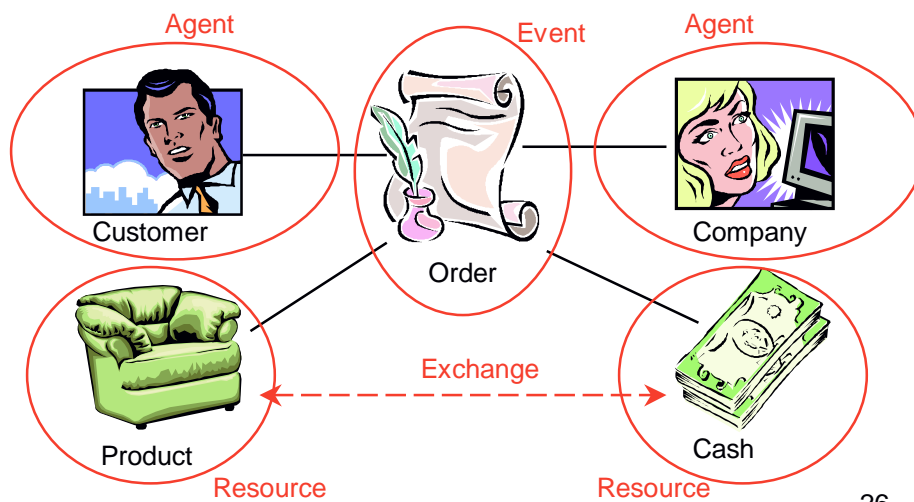 Agent
Event
Agent
Customer
Company
Order
Exchange
Product
Cash
Resource
Resource